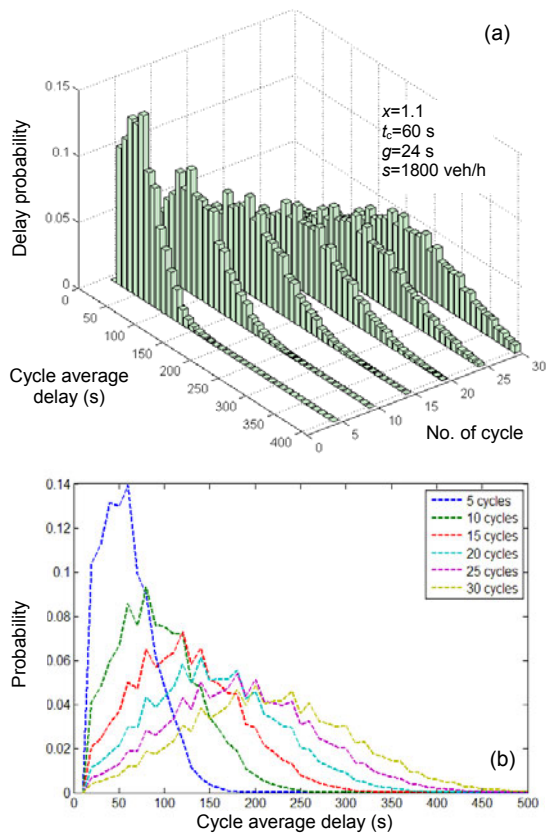 (a)
x=1.1
tc=60 s
g=24 s
s=1800 veh/h
Delay probability
0.15
0.1
0.05
0
0
50
100
150
200
250
300
350
400
Cycle average
delay (s)
0
5
10
15
20
25
30
No. of cycle
0.14
0.12
0.1
0.08
0.06
0.04
0.02
0
Probability
5 cycles
10 cycles
15 cycles
20 cycles
25 cycles
30 cycles
(b)
0 50 100 150 200 250 300 350 400 450 500
Cycle average delay (s)